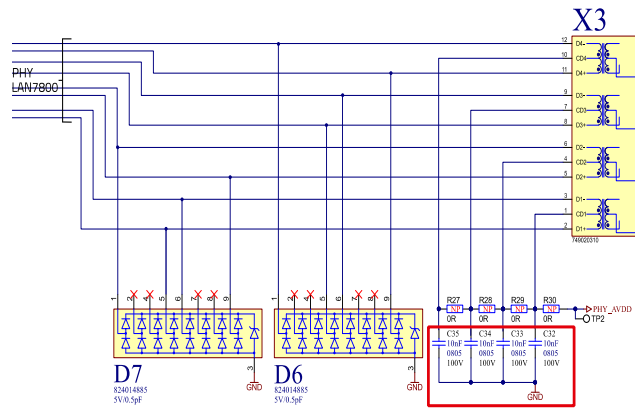 X3
12 D4-
10 CD4
11 D4+
PHY
LAN7800
9 D3-
7 CD3
8 D3+
6 D2-
4 CD2
5 D2+
3 D1-
1 CD1
2 D1+
749020310
1 2 4 5 6 7 8 9
1 2 4 5 6 7 8 9
R27 R28 R29 R30
NP NP NP NP
0R 0R 0R 0R
PHY_AVDD
TP2
C35 C34 C33 C32
10nF 10nF 10nF 10nF
0805 0805 0805 0805
100V 100V 100V 100V
3 3
GND GND GND
D7 D6
824014885 824014885
5V/0.5pF 5V/0.5pF